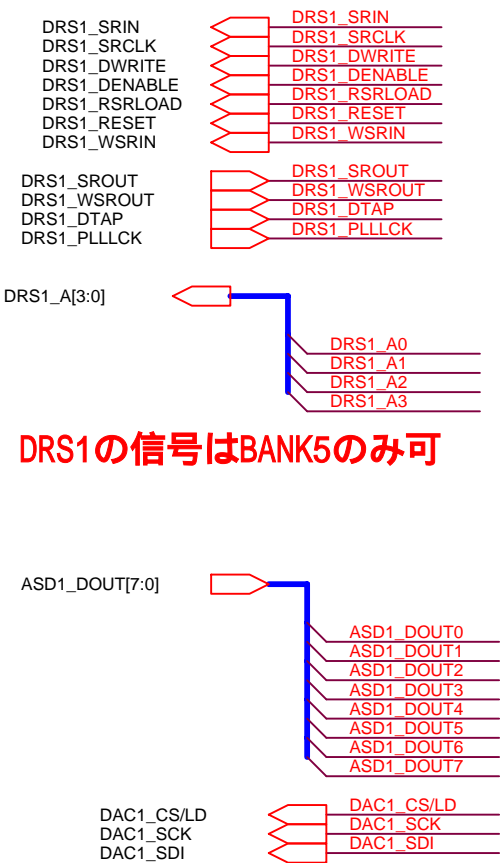 DRS1_SRIN DRS1_SRIN
DRS1_SRCLK DRS1_SRCLK
DRS1_DWRITE DRS1_DWRITE
DRS1_DENABLE DRS1_DENABLE
DRS1_RSRLOAD DRS1_RSRLOAD
DRS1_RESET DRS1_RESET
DRS1_WSRIN DRS1_WSRIN
DRS1_SROUT DRS1_SROUT
DRS1_WSROUT DRS1_WSROUT
DRS1_DTAP DRS1_DTAP
DRS1_PLLLCK DRS1_PLLLCK
DRS1_A[3:0]
DRS1_A0
DRS1_A1
DRS1_A2
DRS1_A3
DRS1の信号はBANK5のみ可
ASD1_DOUT[7:0]
ASD1_DOUT0
ASD1_DOUT1
ASD1_DOUT2
ASD1_DOUT3
ASD1_DOUT4
ASD1_DOUT5
ASD1_DOUT6
ASD1_DOUT7
DAC1_CS/LD DAC1_CS/LD
DAC1_SCK DAC1_SCK
DAC1_SDI DAC1_SDI